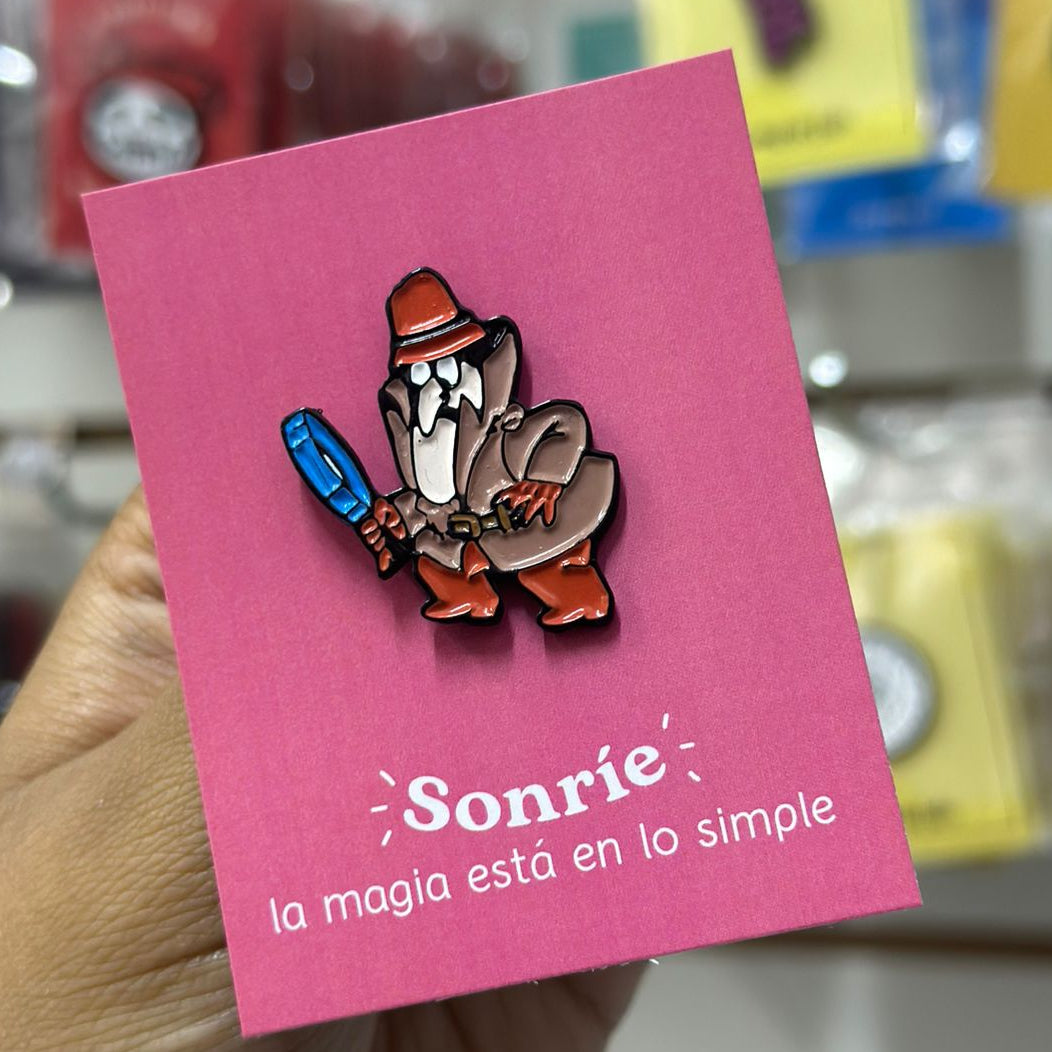 Sonríe
la magia está en lo simple